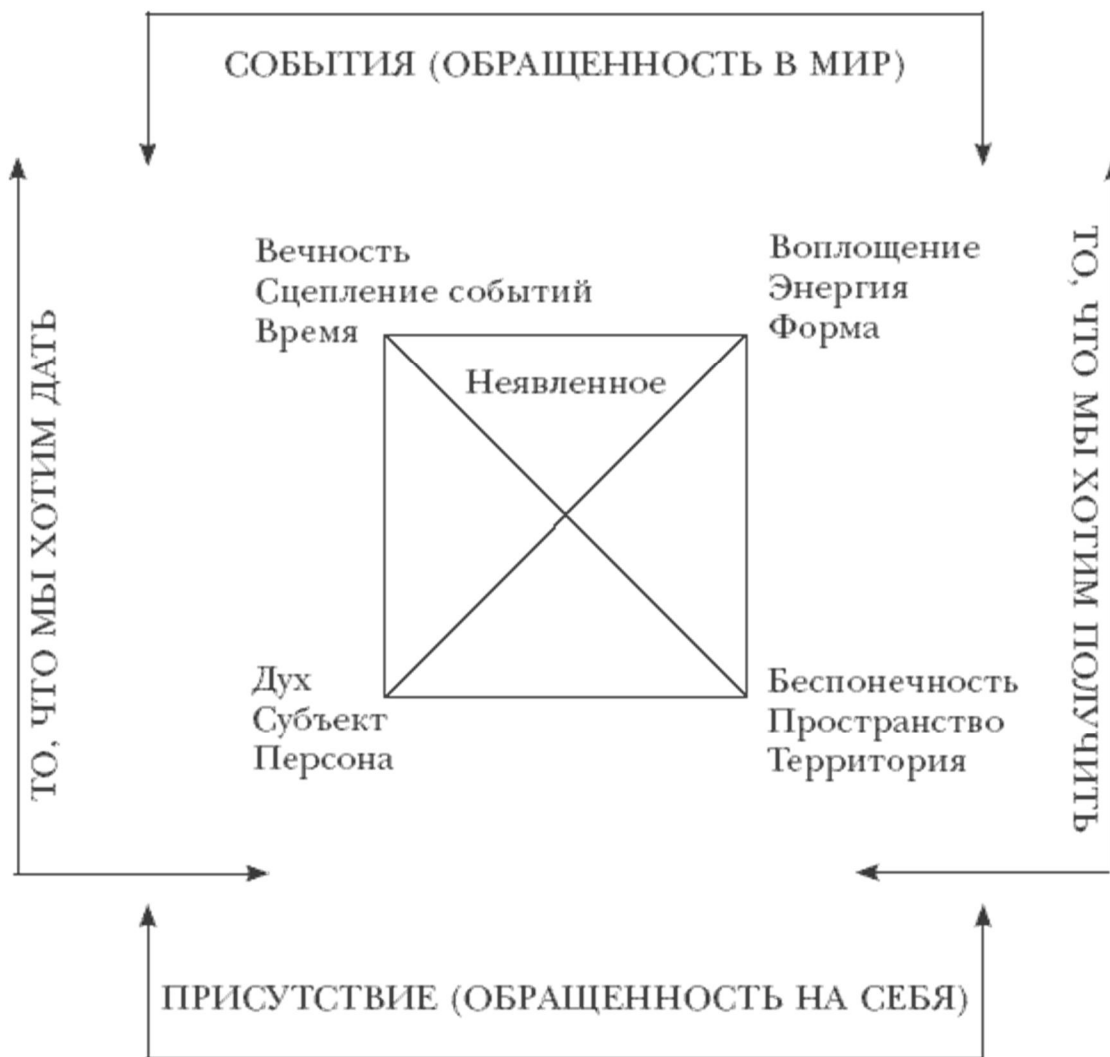 СОБЫТИЯ (ОБРАЩЕННОСТЬ В МИР)
ТО, ЧТО МЫ ХОТИМ ДАТЬ
Вечность
Сцепление событий
Время
Воплощение
Энергия
Форма
ТО, ЧТО МЫ ХОТИМ ПОЛУЧИТЬ
Неявленное
Дух
Субъект
Персона
Беспонечность
Пространство
Территория
ПРИСУТСТВИЕ (ОБРАЩЕННОСТЬ НА СЕБЯ)